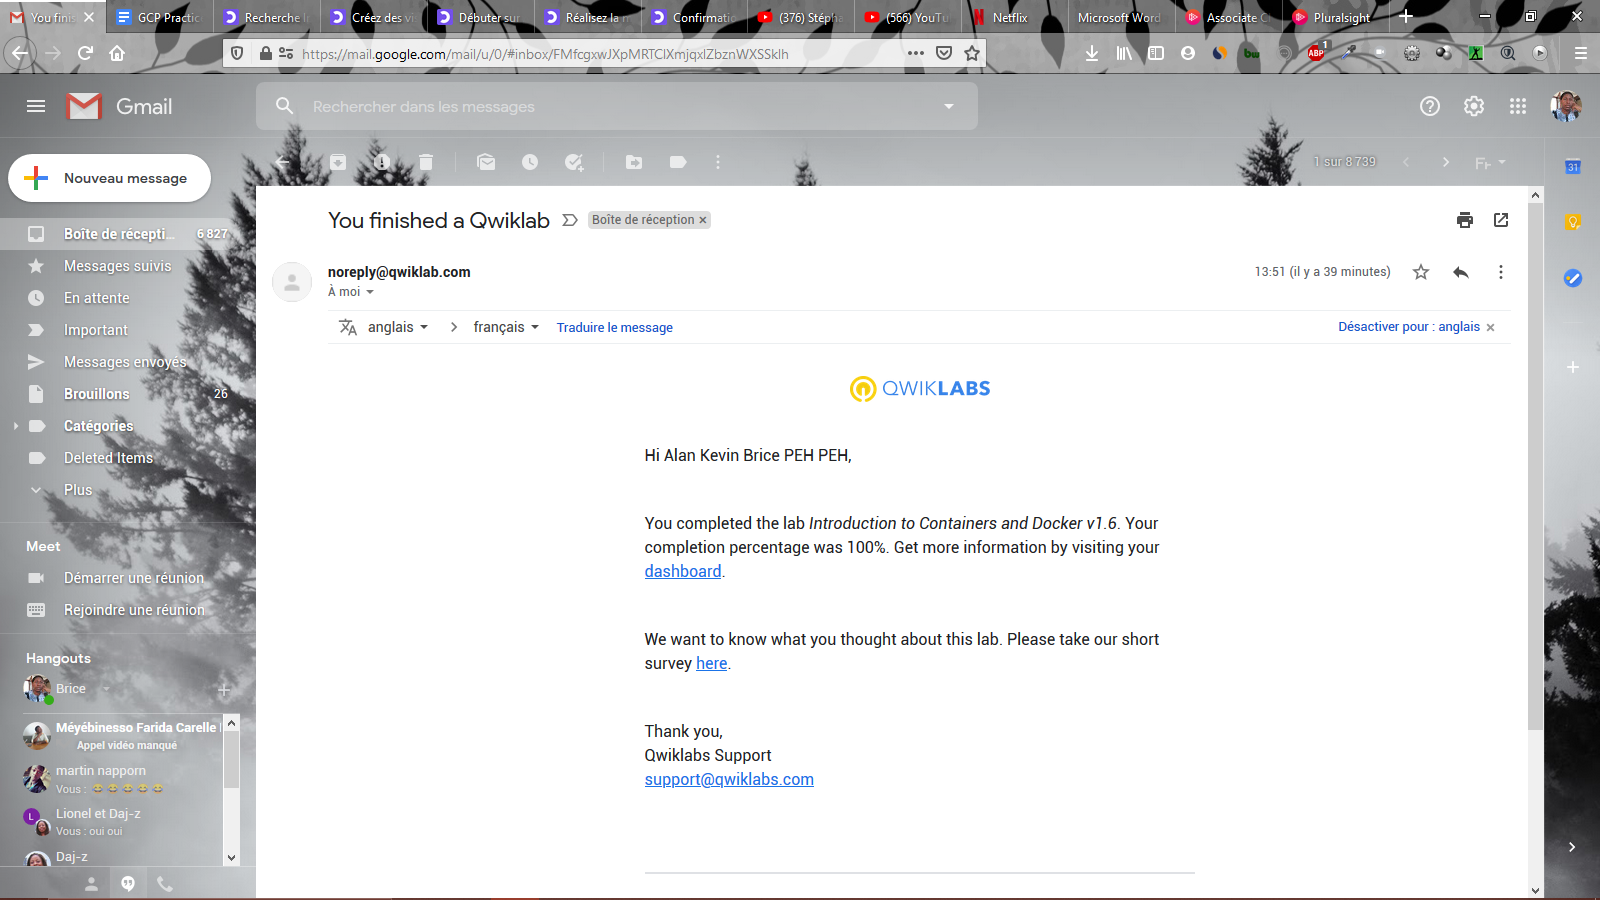 You finis
GCP Practic
Recherche I
Créez des vi
Débuter sur
Réalisez la m
Confirmatio
(376) Stépha
(566) YouTu
Netflix
Microsoft Word
Associate C
Pluralsight
https://mail.google.com/mail/u/0/#inbox/FMfcgxwJXpMRTClXmjqxlZbznWXSSklh
Gmail
Rechercher dans les messages
Nouveau message
1 sur 8 739
Boîte de récepti... 6 827
Messages suivis
En attente
Important
Messages envoyés
Brouillons 26
Catégories
Deleted Items
Plus
Meet
Démarrer une réunion
Rejoindre une réunion
Hangouts
Brice
Méyébinesso Farida Carelle
Appel vidéo manqué
martin napporn
Vous : 😂 😂 😂 😂 😂
L
Lionel et Daj-z
Vous : oui oui
Daj-z
You finished a Qwiklab Boîte de réception ×
noreply@qwiklab.com 13:51 (il y a 39 minutes)
À moi
anglais > français Traduire le message Désactiver pour : anglais ×
QWIKLABS
Hi Alan Kevin Brice PEH PEH,
You completed the lab Introduction to Containers and Docker v1.6. Your
completion percentage was 100%. Get more information by visiting your
dashboard.
We want to know what you thought about this lab. Please take our short
survey here.
Thank you,
Qwiklabs Support
support@qwiklabs.com
31
ABP
1
bw